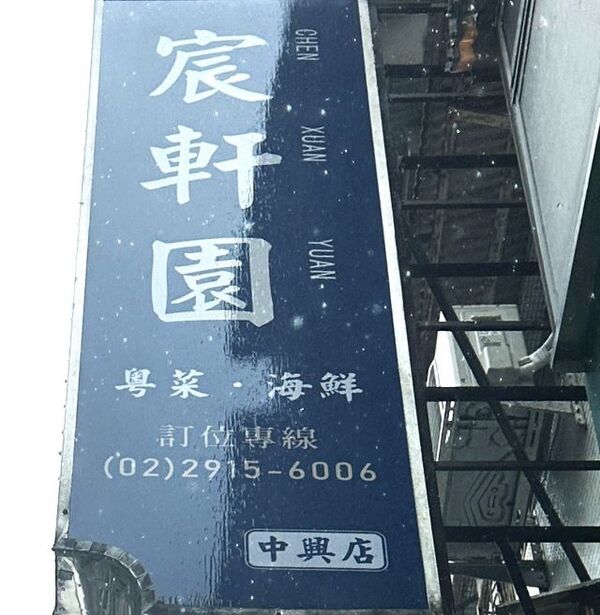 宸軒園
CHEN XUAN YUAN
粵菜・海鮮
訂位專線
(02)2915-6006
中興店